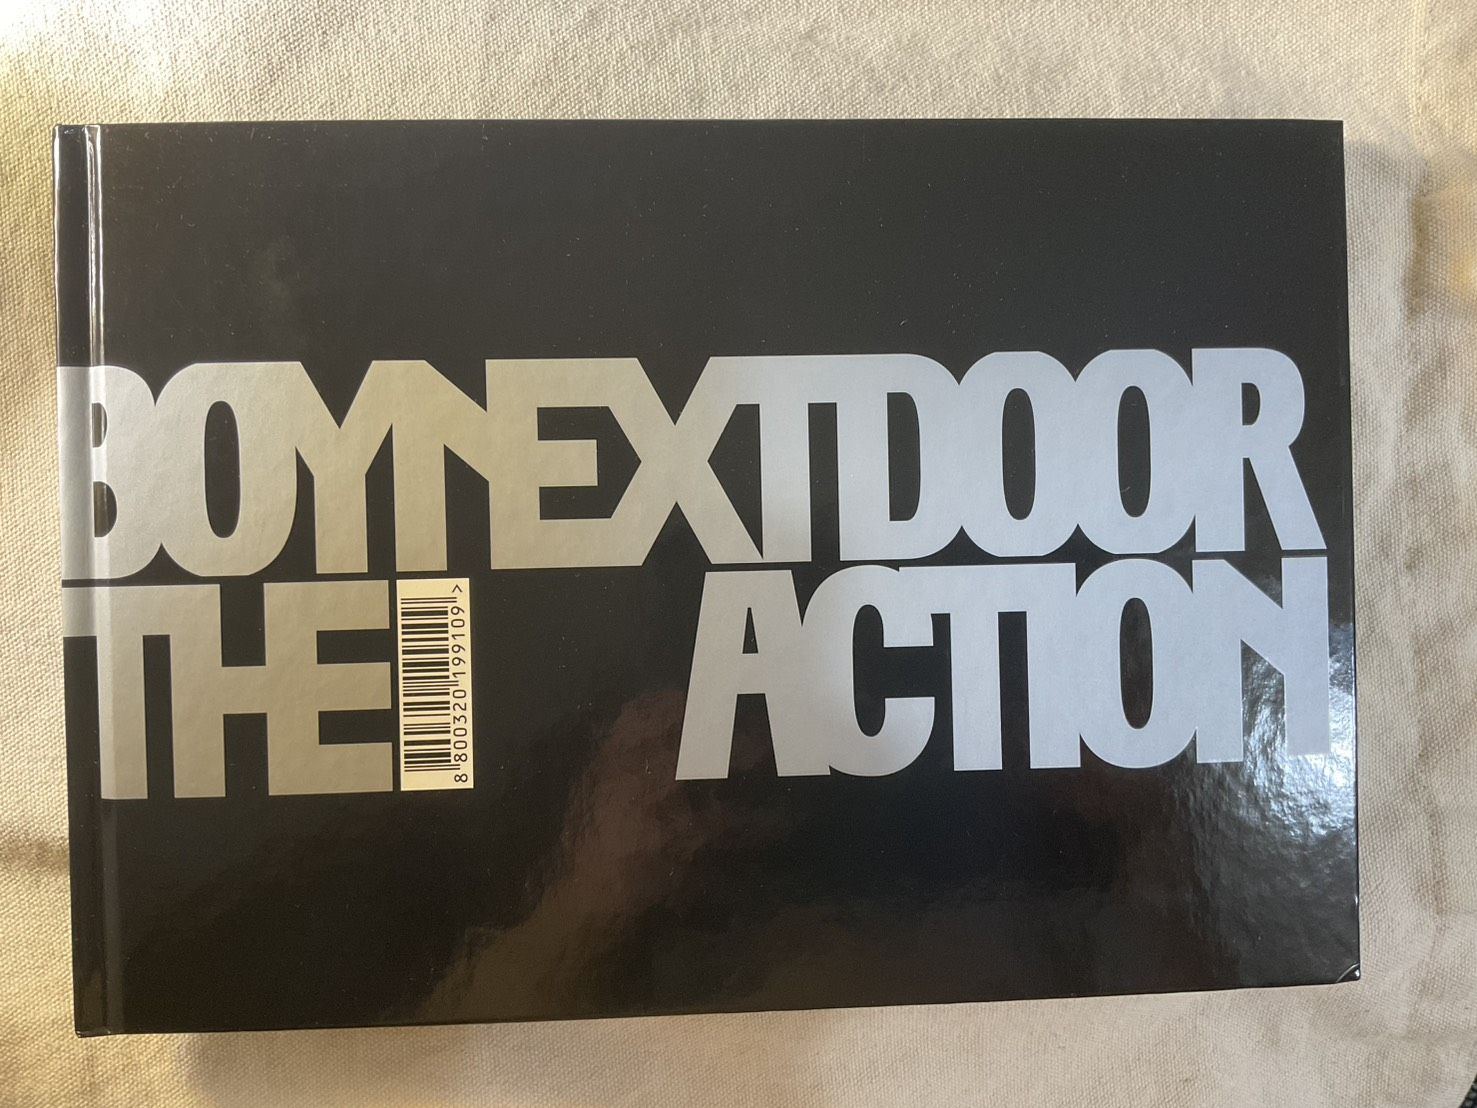 BOYNEXTDOOR
THE ACTION
8 800320 199109 >